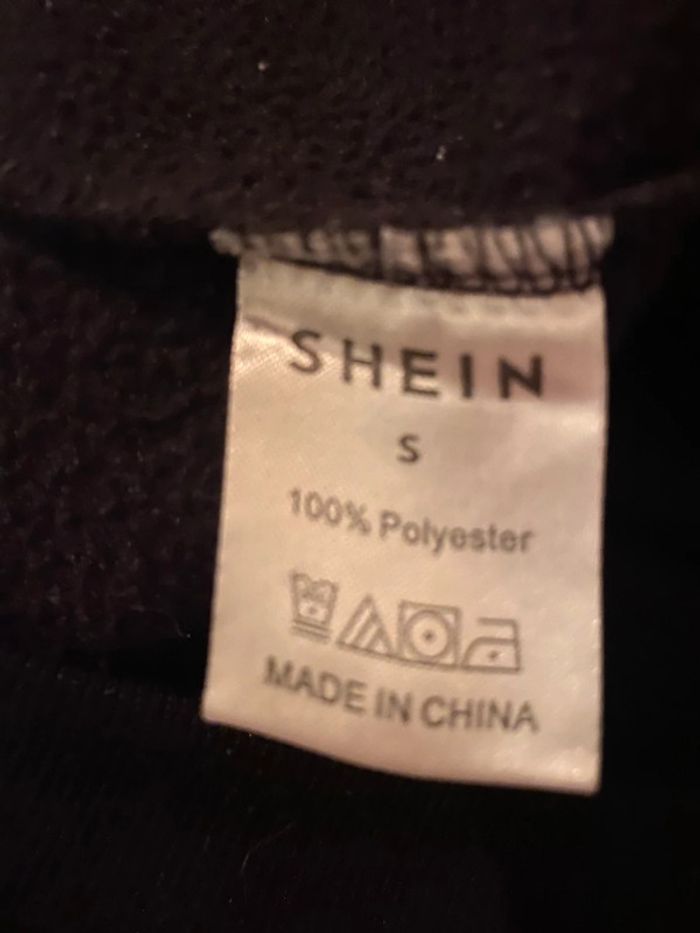 SHEIN
S
100% Polyester
MADE IN CHINA